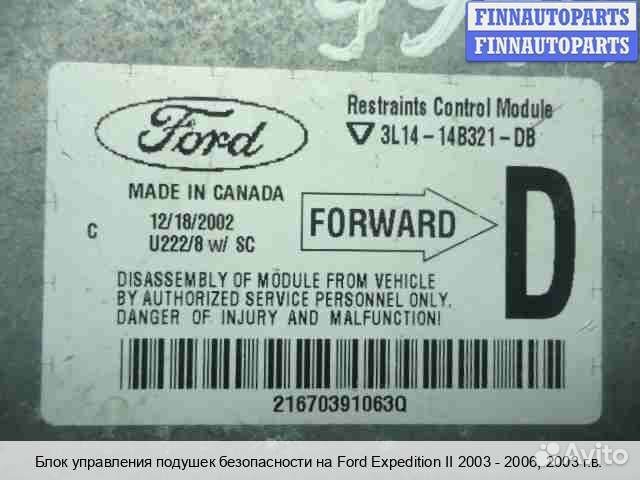 FINNAUTOPARTS
FINNAUTOPARTS
Ford
Restraints Control Module
3L14-14B321-DB
MADE IN CANADA
C
12/18/2002
U222/8 w/ SC
FORWARD
D
DISASSEMBLY OF MODULE FROM VEHICLE
BY AUTHORIZED SERVICE PERSONNEL ONLY.
DANGER OF INJURY AND MALFUNCTION!
21670391063Q
Блок управления подушек безопасности на Ford Expedition II 2003 - 2006, 2003 г.в.
Avito